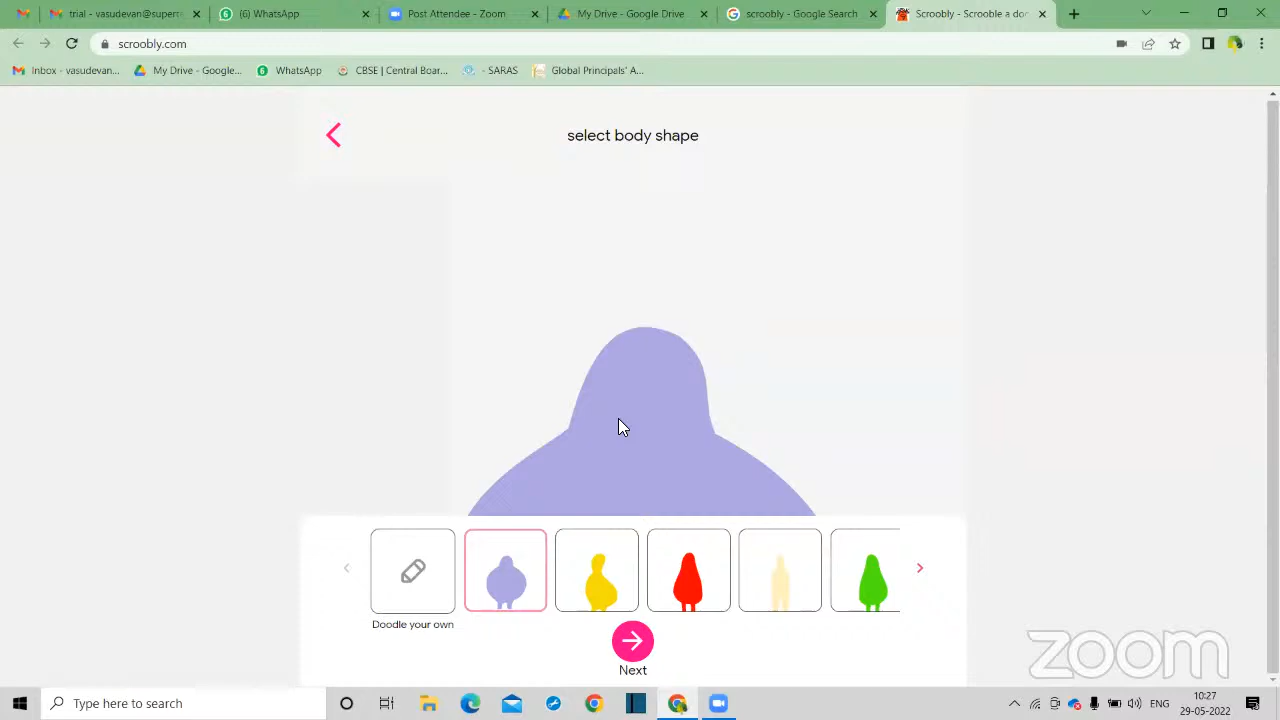 trial - vasudevan@supern
(6) WhatsApp
Post Attendee - Zoom
My Drive - Google Drive
scroobly - Google Search
Scroobly - Scrooble a do
scroobly.com
Inbox - vasudevan...
My Drive - Google...
WhatsApp
CBSE | Central Boar...
- SARAS
Global Principals' A...
select body shape
Doodle your own
Next
zoom
Type here to search
ENG
10:27
29-05-2022